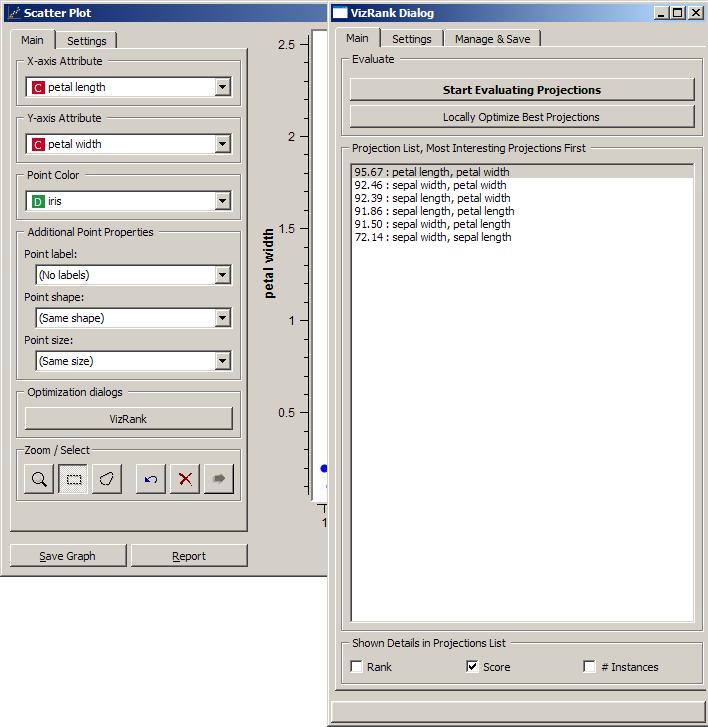 Scatter Plot
Main
Settings
X-axis Attribute
C petal length
Y-axis Attribute
C petal width
Point Color
D iris
Additional Point Properties
Point label:
(No labels)
Point shape:
(Same shape)
Point size:
(Same size)
Optimization dialogs
VizRank
Zoom / Select
Save Graph
Report
2.5
2
1.5
1
0.5
petal width
1
VizRank Dialog
Main
Settings
Manage & Save
Evaluate
Start Evaluating Projections
Locally Optimize Best Projections
Projection List, Most Interesting Projections First
95.67 : petal length, petal width
92.46 : sepal width, petal width
92.39 : sepal length, petal width
91.86 : sepal length, petal length
91.50 : sepal width, petal length
72.14 : sepal width, sepal length
Shown Details in Projections List
Rank
Score
# Instances